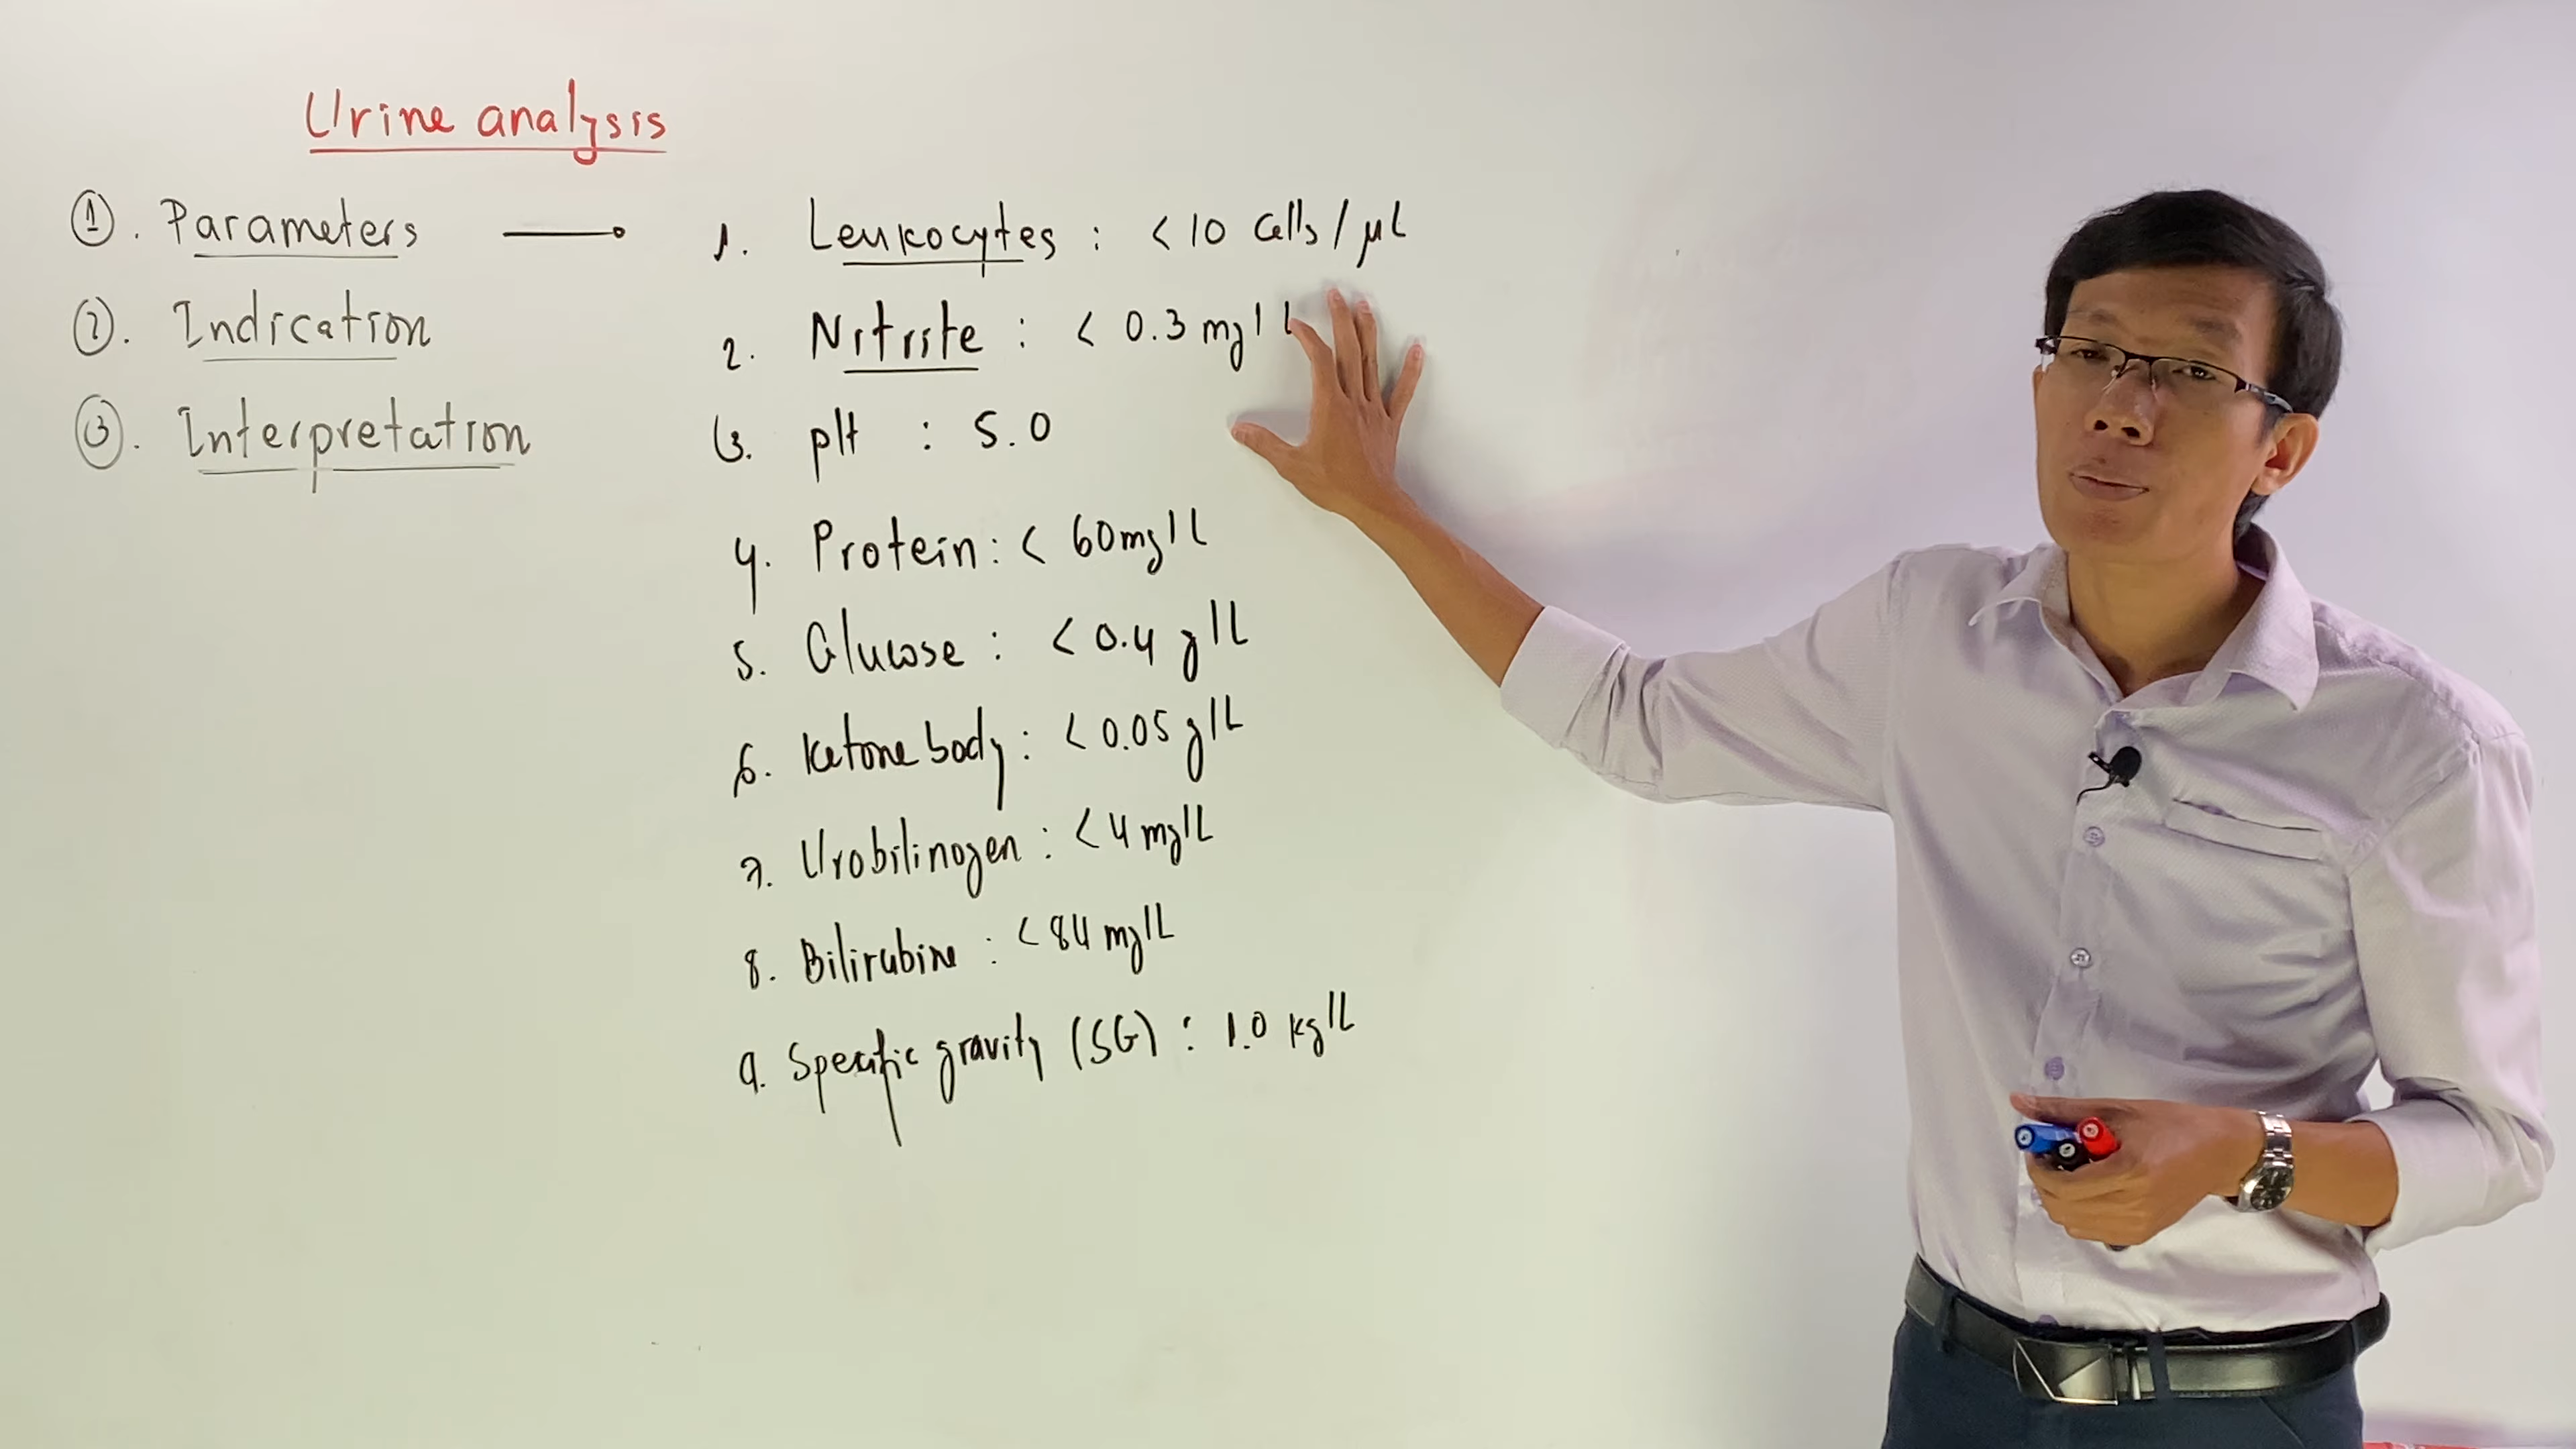 Urine analysis
①. Parameters
②. Indication
③. Interpretation
1. Leukocytes : < 10 Cells/μL
2. Nitrite : < 0.3 mg/L
3. pH : 5.0
4. Protein : < 60mg/L
5. Glucose : < 0.4 g/L
6. Ketone body : < 0.05 g/L
7. Urobilinogen : < 4 mg/L
8. Bilirubine : < 84 mg/L
9. Specific gravity (SG) : 1.0 kg/L